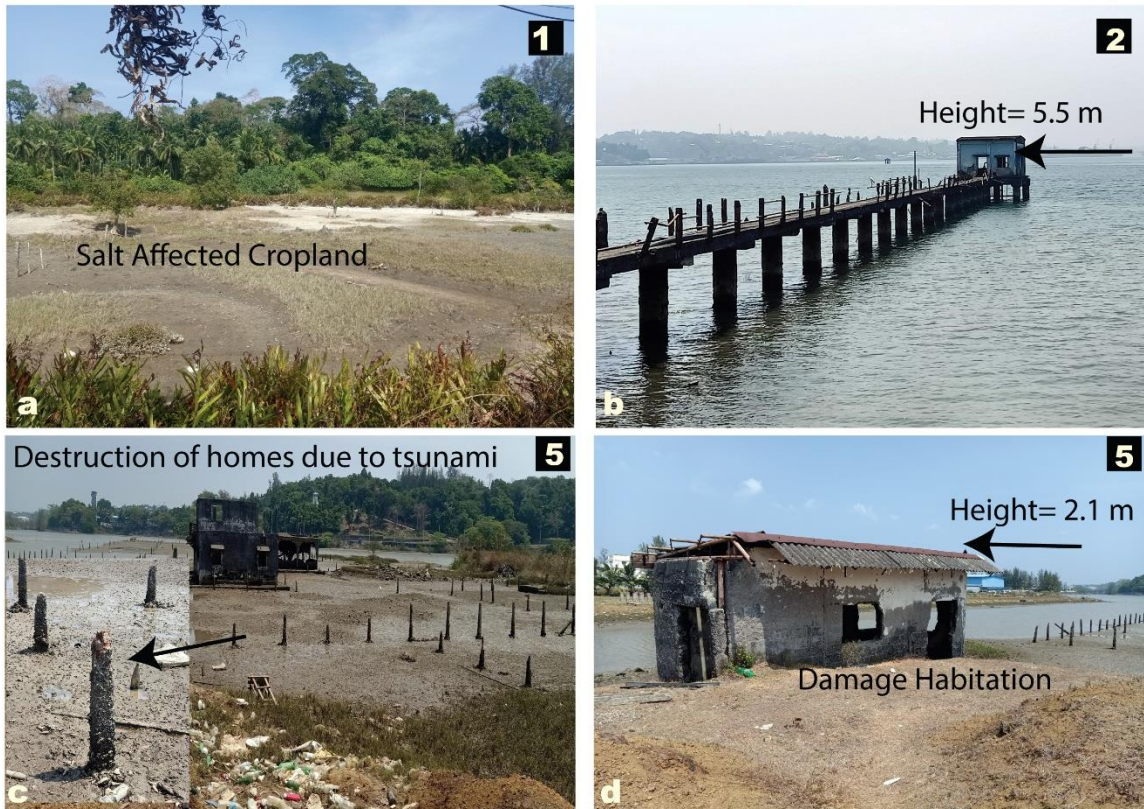 1
Salt Affected Cropland
a
2
Height= 5.5 m
b
Destruction of homes due to tsunami
5
c
5
Height= 2.1 m
Damage Habitation
d